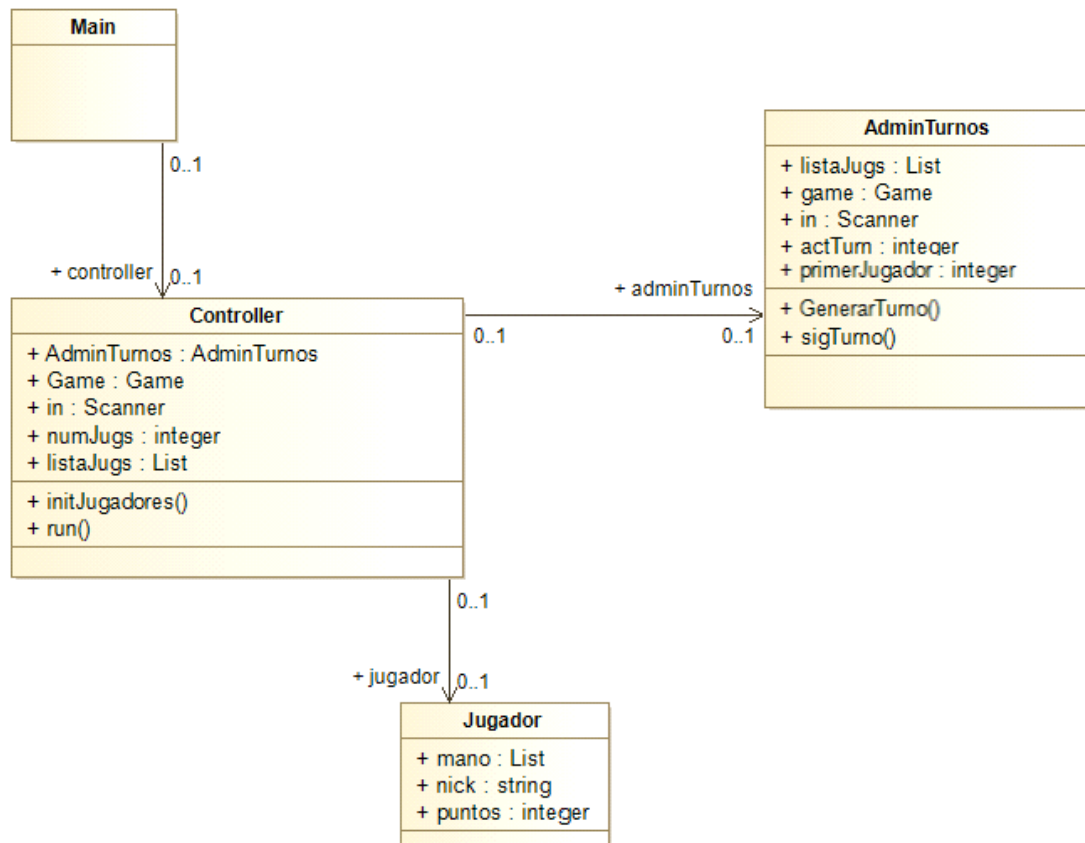 Main
0..1
+ controller
0..1
Controller
+ AdminTurnos : AdminTurnos
+ Game : Game
+ in : Scanner
+ numJugs : integer
+ listaJugs : List
+ initJugadores()
+ run()
+ adminTurnos
0..1
0..1
AdminTurnos
+ listaJugs : List
+ game : Game
+ in : Scanner
+ actTurn : integer
+ primerJugador : integer
+ GenerarTurno()
+ sigTurno()
0..1
+ jugador
0..1
Jugador
+ mano : List
+ nick : string
+ puntos : integer